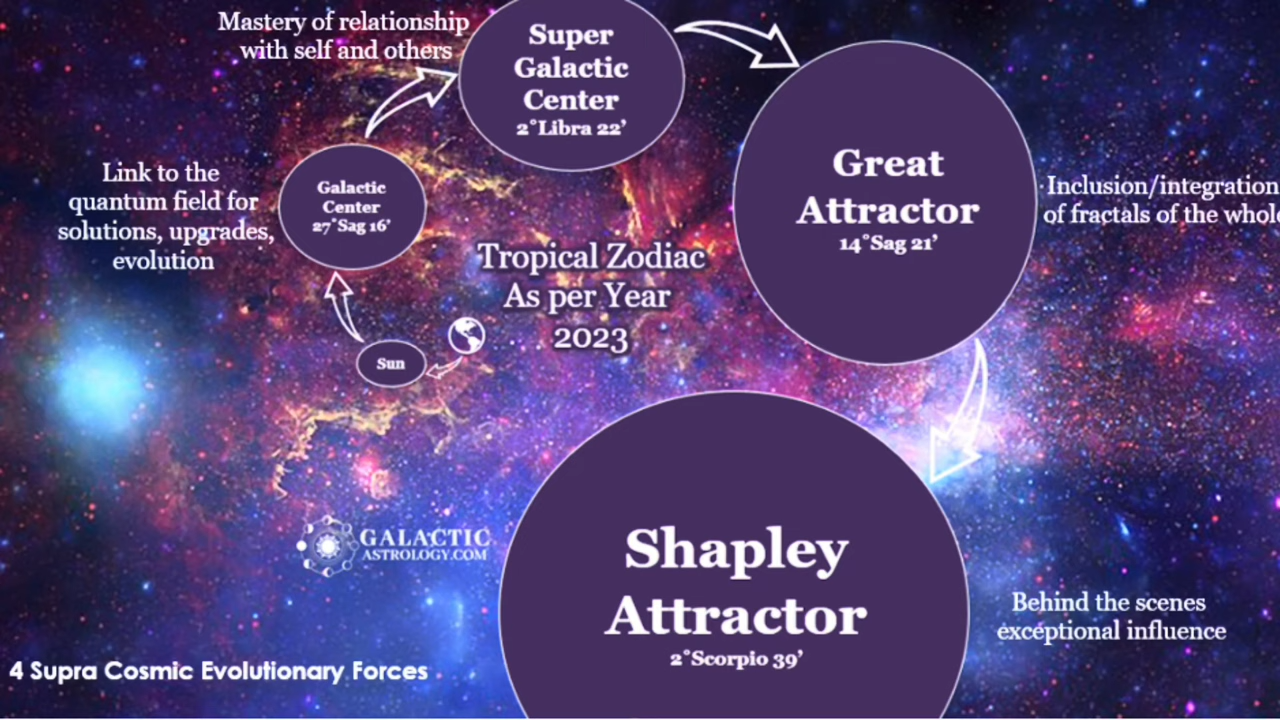 Mastery of relationship
with self and others
Super
Galactic
Center
2°Libra 22’
Great
Attractor
14°Sag 21’
Inclusion/integration
of fractals of the whole
Link to the
quantum field for
solutions, upgrades,
evolution
Galactic
Center
27°Sag 16’
Tropical Zodiac
As per Year
2023
Sun
GALACTIC
ASTROLOGY.COM
Shapley
Attractor
2°Scorpio 39’
Behind the scenes
exceptional influence
4 Supra Cosmic Evolutionary Forces